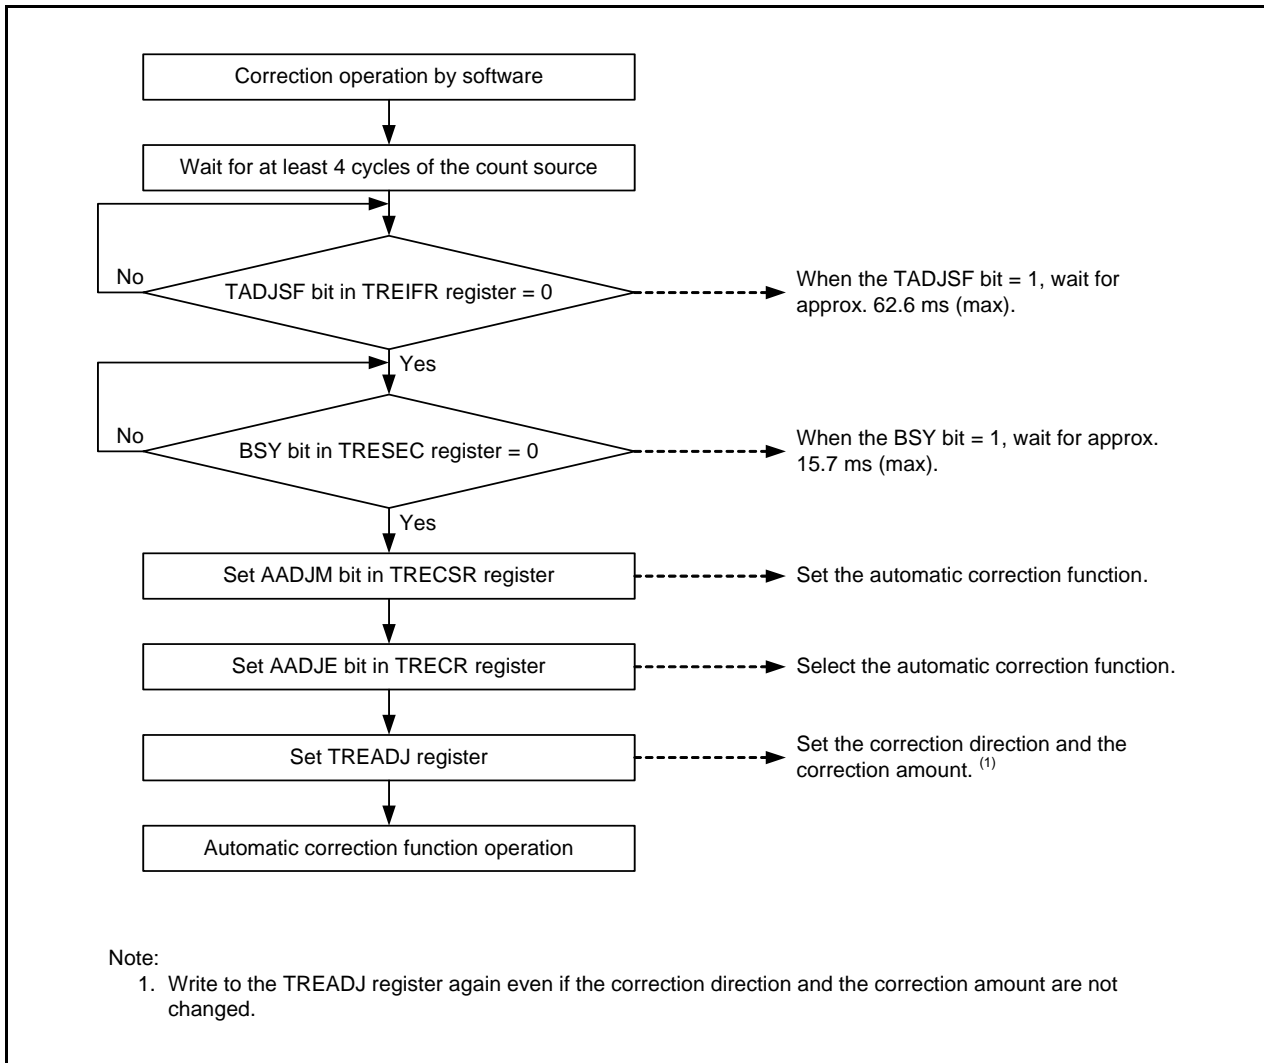 Correction operation by software
Wait for at least 4 cycles of the count source
No
TADJSF bit in TREIFR register = 0
When the TADJSF bit = 1, wait for
approx. 62.6 ms (max).
Yes
No
BSY bit in TRESEC register = 0
When the BSY bit = 1, wait for approx.
15.7 ms (max).
Yes
Set AADJM bit in TRECSR register
Set the automatic correction function.
Set AADJE bit in TRECR register
Select the automatic correction function.
Set TREADJ register
Set the correction direction and the
correction amount. (1)
Automatic correction function operation
Note:
1. Write to the TREADJ register again even if the correction direction and the correction amount are not
changed.